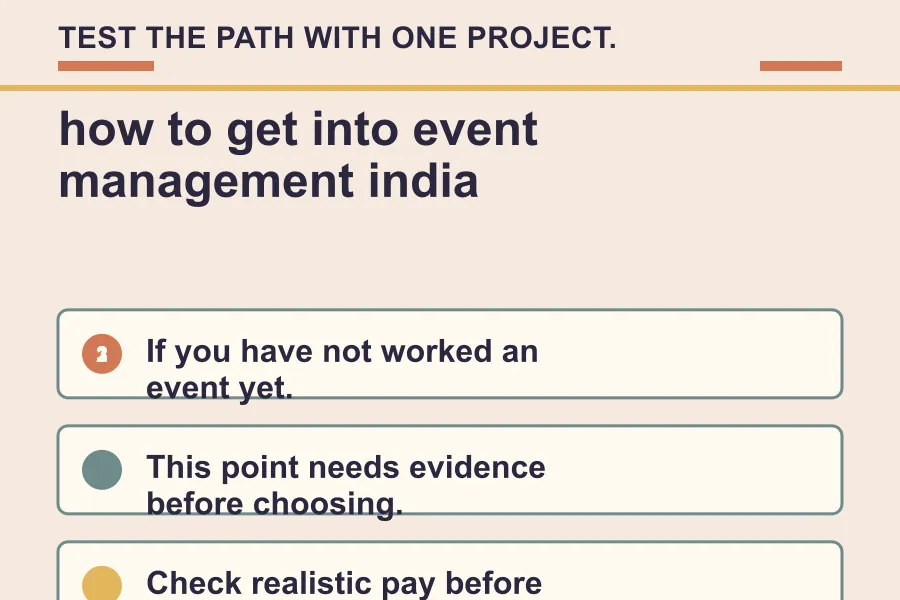 TEST THE PATH WITH ONE PROJECT.
how to get into event
management india
If you have not worked an
event yet.
This point needs evidence
before choosing.
Check realistic pay before